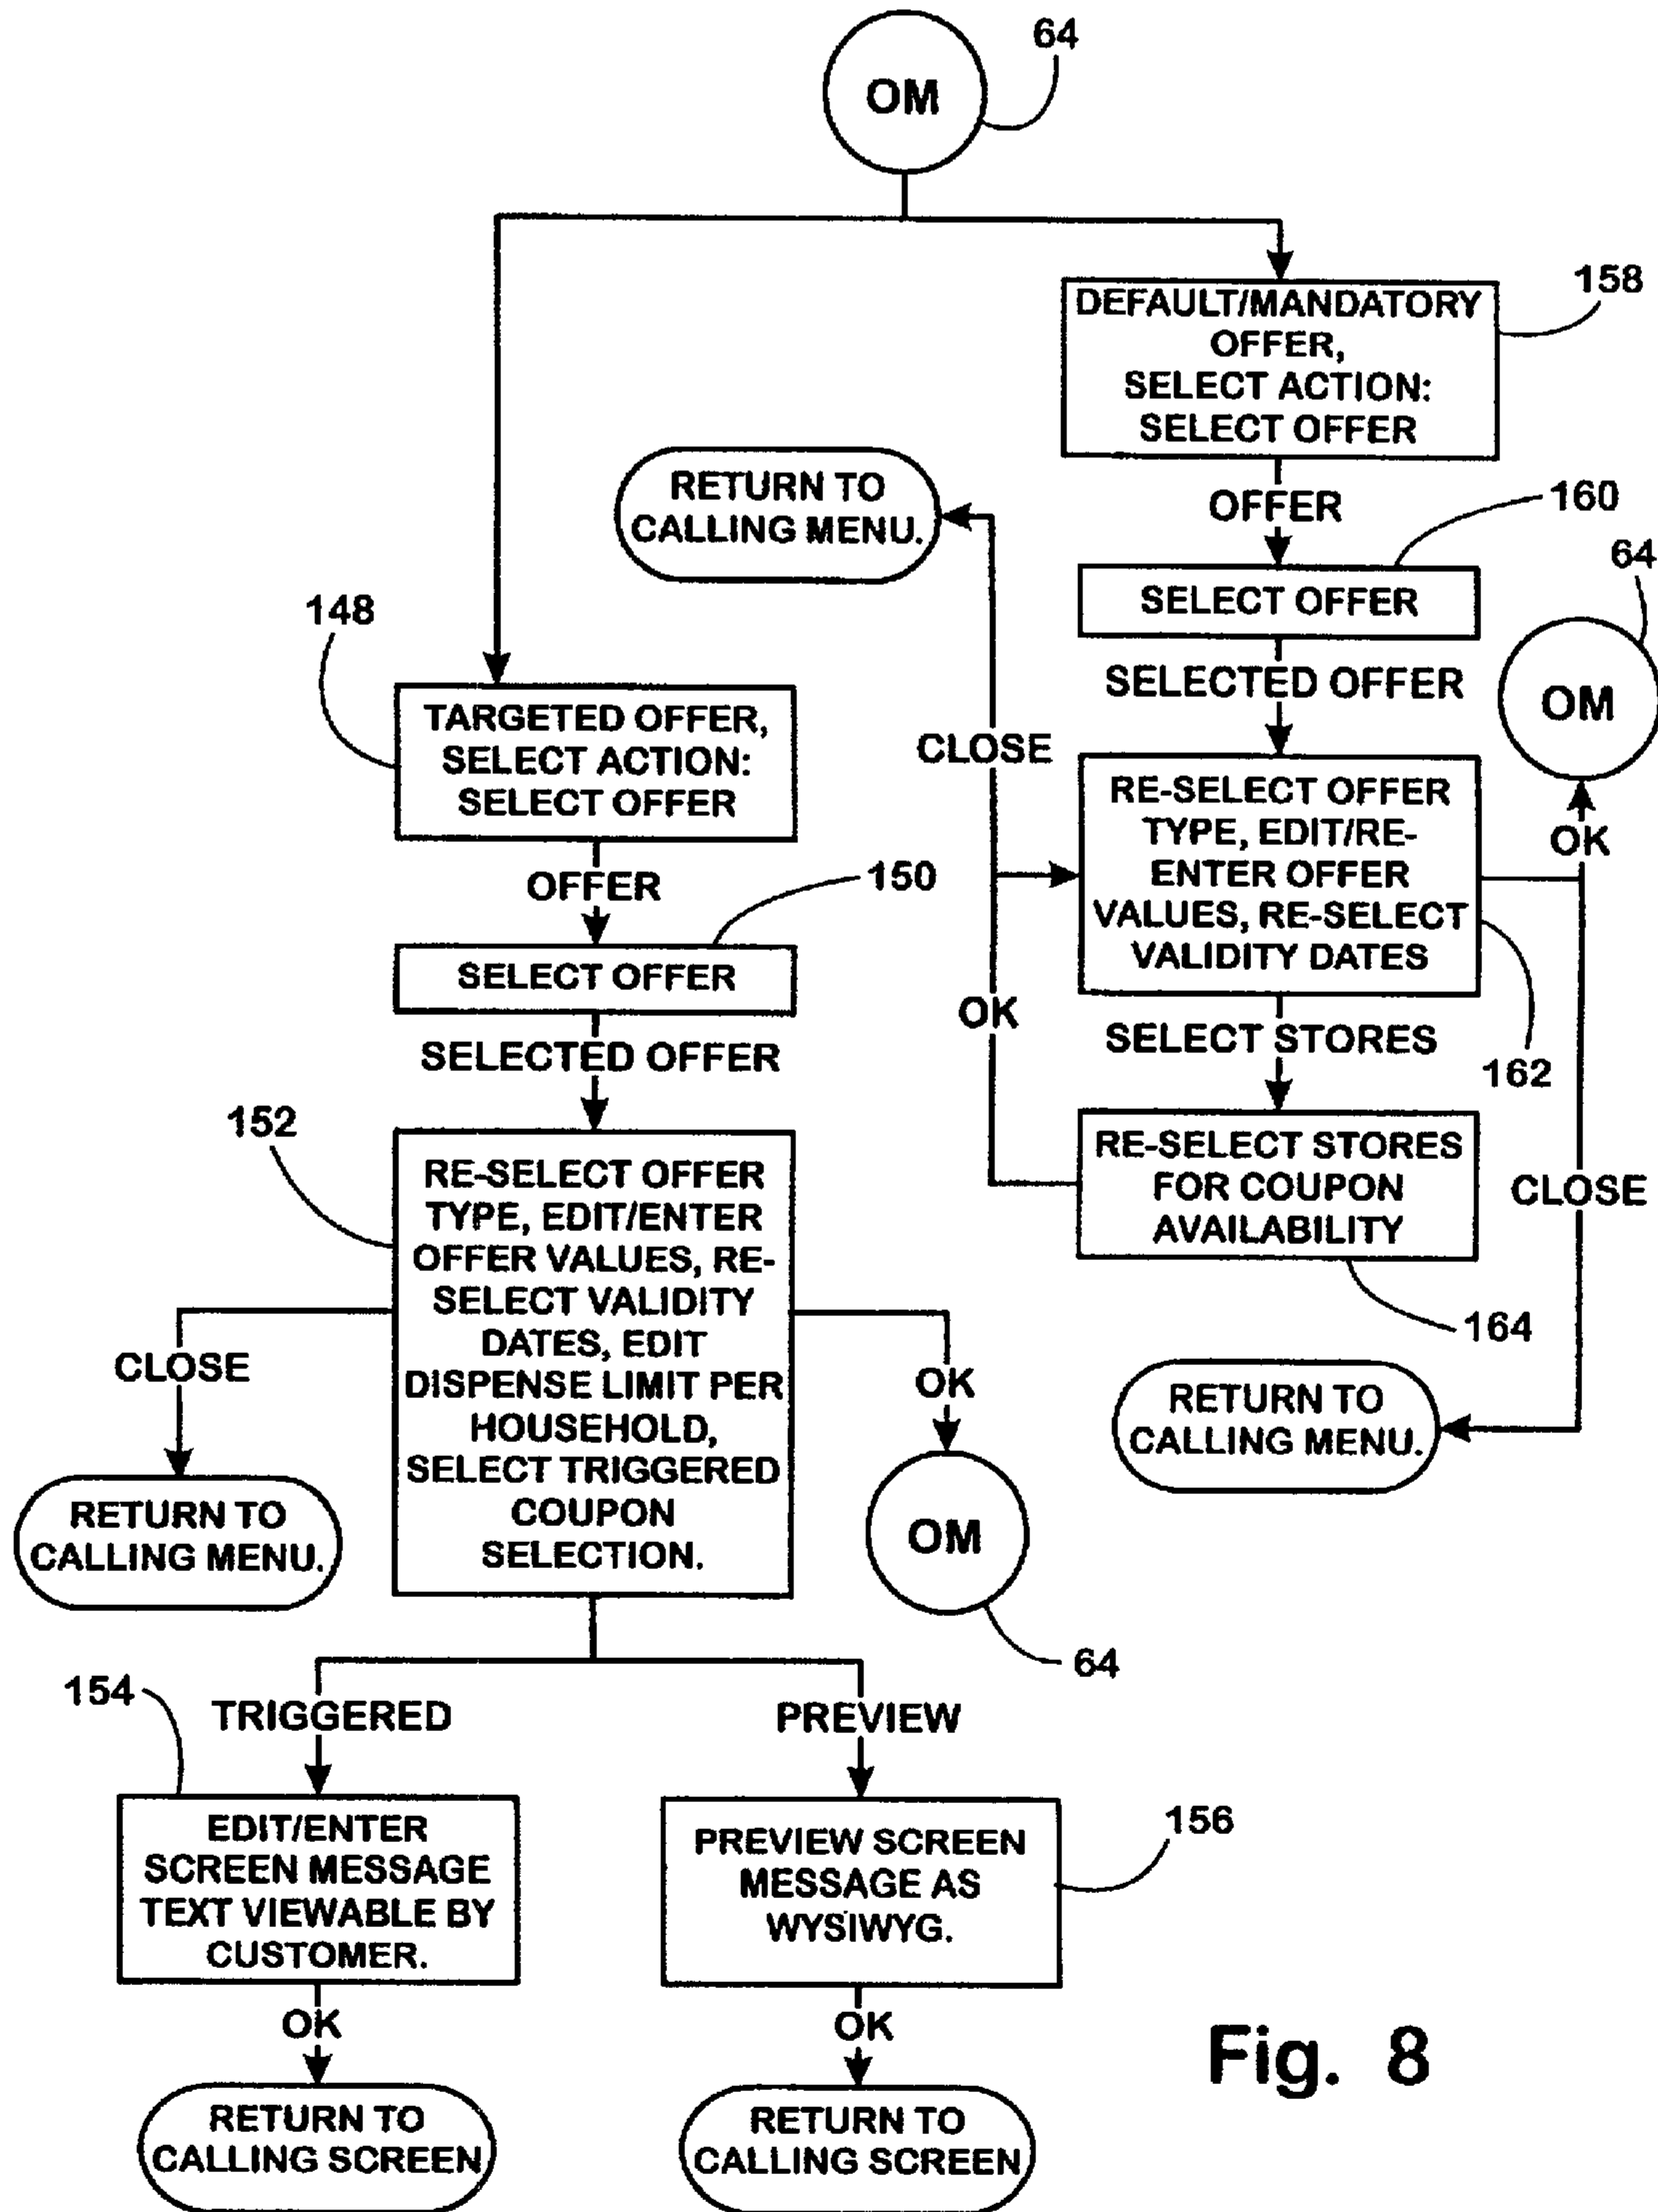 64
OM
158
DEFAULT/MANDATORY
OFFER,
SELECT ACTION:
SELECT OFFER
RETURN TO
CALLING MENU.
OFFER
160
SELECT OFFER
64
OM
148
TARGETED OFFER,
SELECT ACTION:
SELECT OFFER
SELECTED OFFER
CLOSE
RE-SELECT OFFER
TYPE, EDIT/RE-
ENTER OFFER
VALUES, RE-SELECT
VALIDITY DATES
OK
OFFER
150
SELECT OFFER
OK
SELECT STORES
162
SELECTED OFFER
152
RE-SELECT OFFER
TYPE, EDIT/ENTER
OFFER VALUES, RE-
SELECT VALIDITY
DATES, EDIT
DISPENSE LIMIT PER
HOUSEHOLD,
SELECT TRIGGERED
COUPON
SELECTION.
RE-SELECT STORES
FOR COUPON
AVAILABILITY
CLOSE
164
CLOSE
OK
RETURN TO
CALLING MENU.
RETURN TO
CALLING MENU.
OM
64
154
TRIGGERED
PREVIEW
EDIT/ENTER
SCREEN MESSAGE
TEXT VIEWABLE BY
CUSTOMER.
PREVIEW SCREEN
MESSAGE AS
WYSIWYG.
156
OK
OK
RETURN TO
CALLING SCREEN
RETURN TO
CALLING SCREEN
Fig. 8